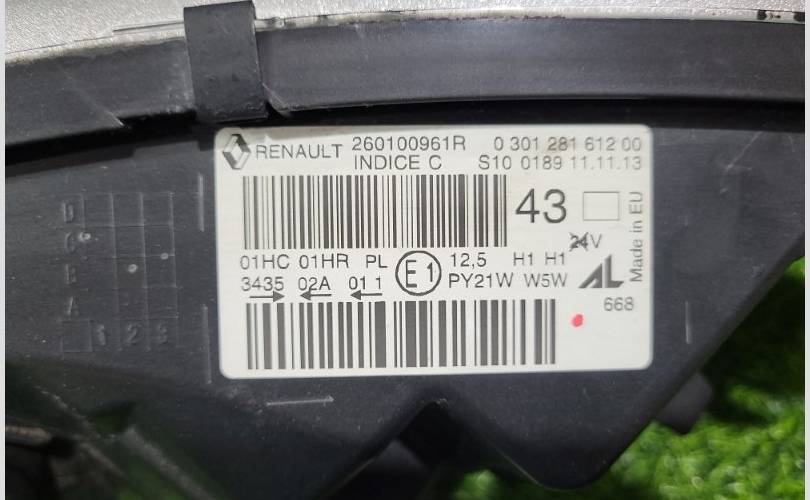 RENAULT 260100961R 0 301 281 612 00
INDICE C S10 0189 11.11.13
43
24V
Made in EU
01HC 01HR PL E1 12,5 H1 H1
3435 02A 01 1 PY21W W5W AL
668
D
C
B
A
1 2 3